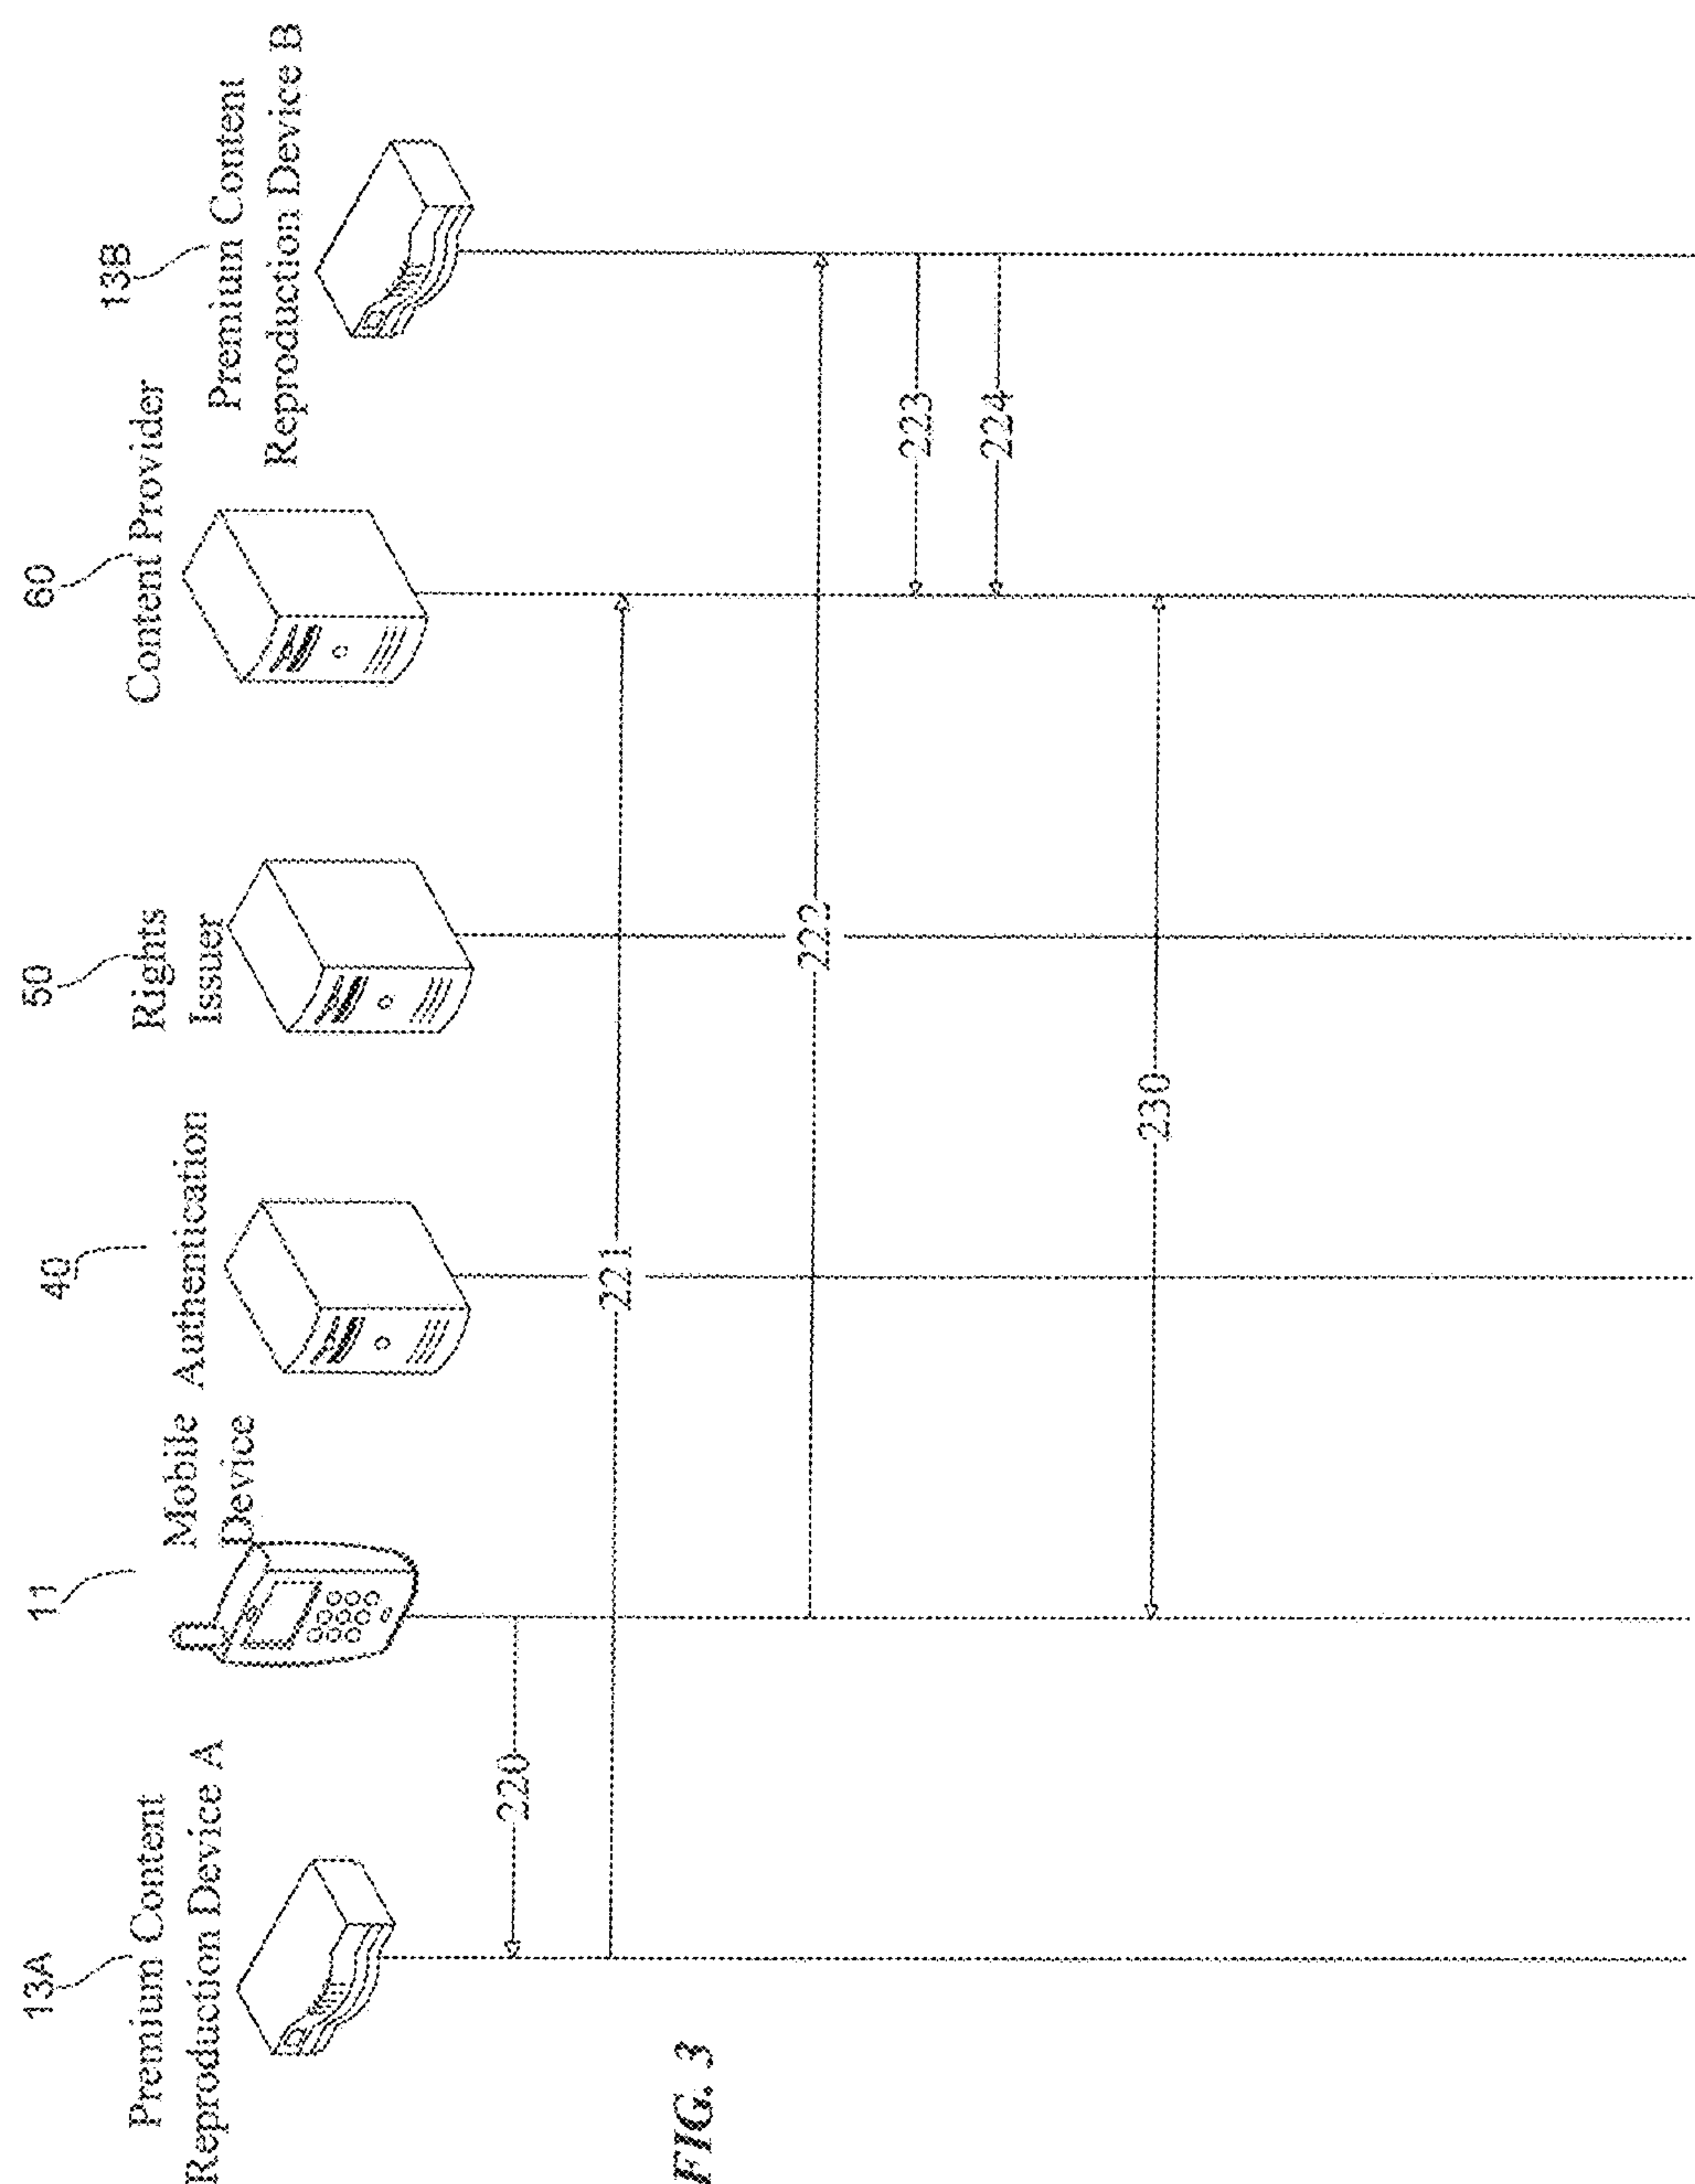 13A
Premium Content
Reproduction Device A
11
Mobile
Device
40
Authentication
50
Rights
Issuer
60
Content Provider
13B
Premium Content
Reproduction Device B
220
221
222
223
224
230
FIG. 3